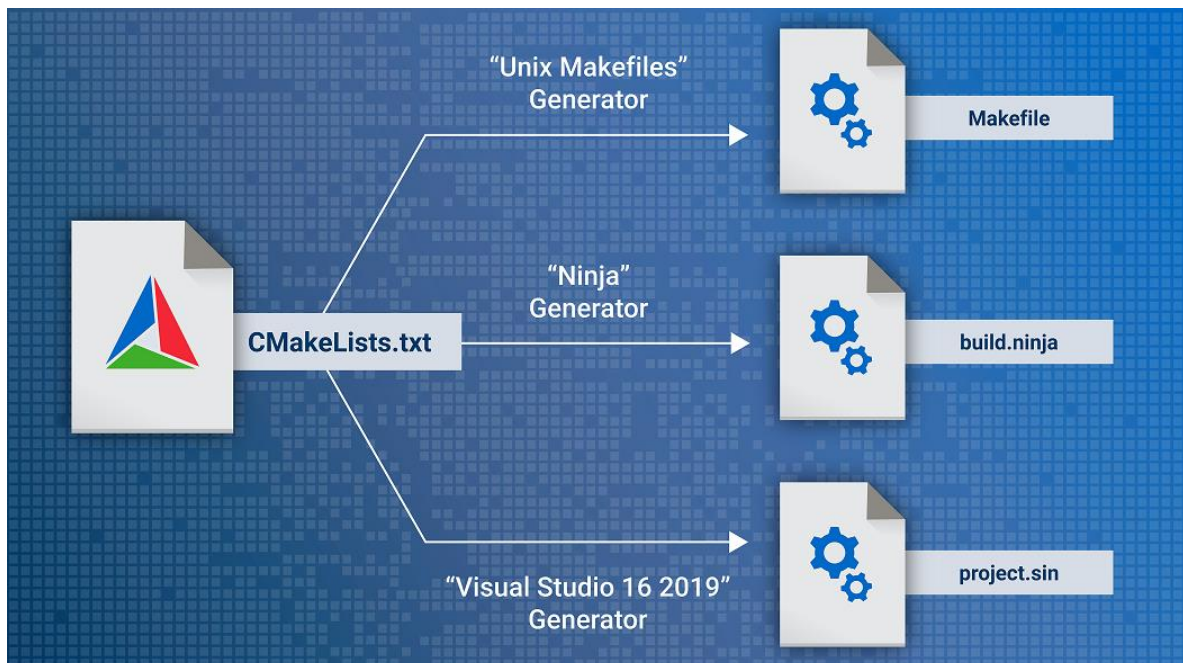 “Unix Makefiles”
Generator
Makefile
CMakeLists.txt
“Ninja”
Generator
build.ninja
“Visual Studio 16 2019”
Generator
project.sin